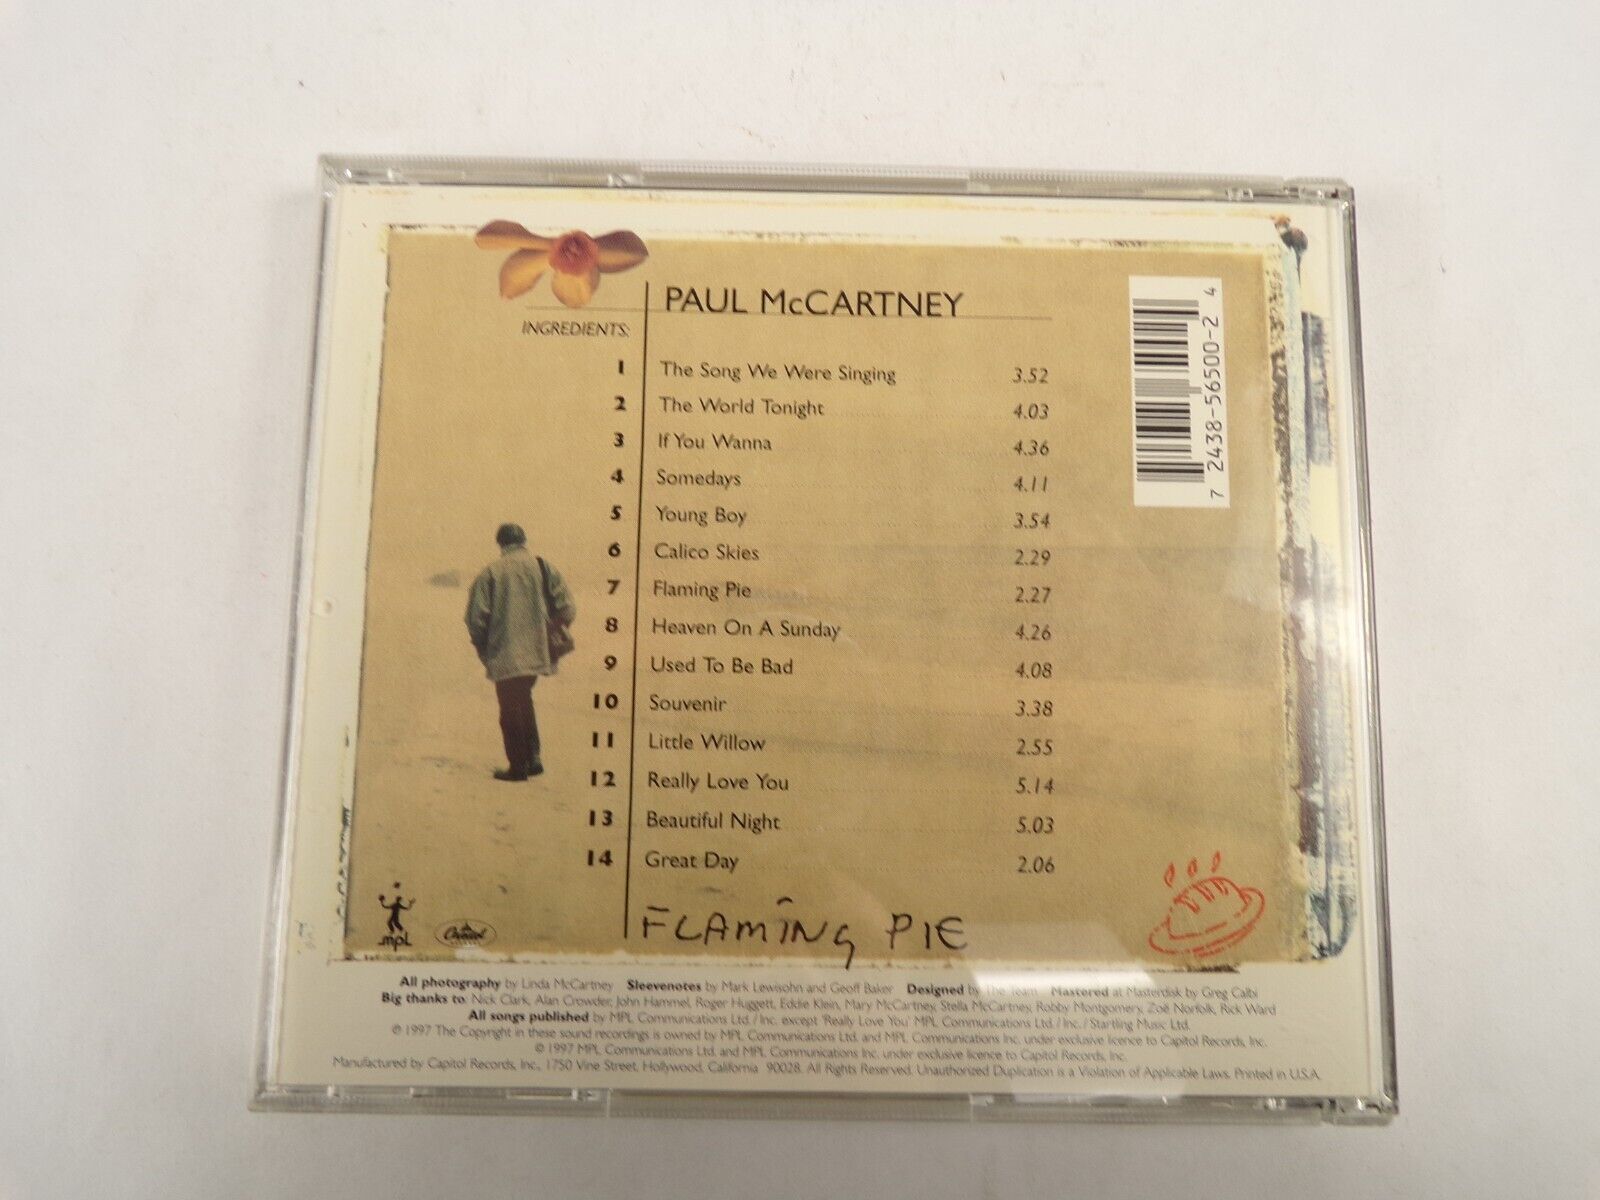 PAUL McCARTNEY
INGREDIENTS:
1 The Song We Were Singing 3.52
2 The World Tonight 4.03
3 If You Wanna 4.36
4 Somedays 4.11
5 Young Boy 3.54
6 Calico Skies 2.29
7 Flaming Pie 2.27
8 Heaven On A Sunday 4.26
9 Used To Be Bad 4.08
10 Souvenir 3.38
11 Little Willow 2.55
12 Really Love You 5.14
13 Beautiful Night 5.03
14 Great Day 2.06
FLAMING PIE
mpl
Capitol
7 2438-56500-2 4
All photography by Linda McCartney Sleevenotes by Mark Lewisohn and Geoff Baker Designed by The Team Mastered at Masterdisk by Greg Calbi
Big thanks to: Nick Clark, Alan Crowder, John Hammel, Roger Huggett, Eddie Klein, Mary McCartney, Stella McCartney, Robby Montgomery, Zoë Norfolk, Rick Ward
All songs published by MPL Communications Ltd. / Inc. except 'Really Love You' MPL Communications Ltd. / Inc. / Startling Music Ltd.
℗ 1997 The Copyright in these sound recordings is owned by MPL Communications Ltd. and MPL Communications Inc. under exclusive licence to Capitol Records, Inc.
© 1997 MPL Communications Ltd. and MPL Communications Inc. under exclusive licence to Capitol Records, Inc.
Manufactured by Capitol Records, Inc., 1750 Vine Street, Hollywood, California 90028. All Rights Reserved. Unauthorized Duplication is a Violation of Applicable Laws. Printed in U.S.A.